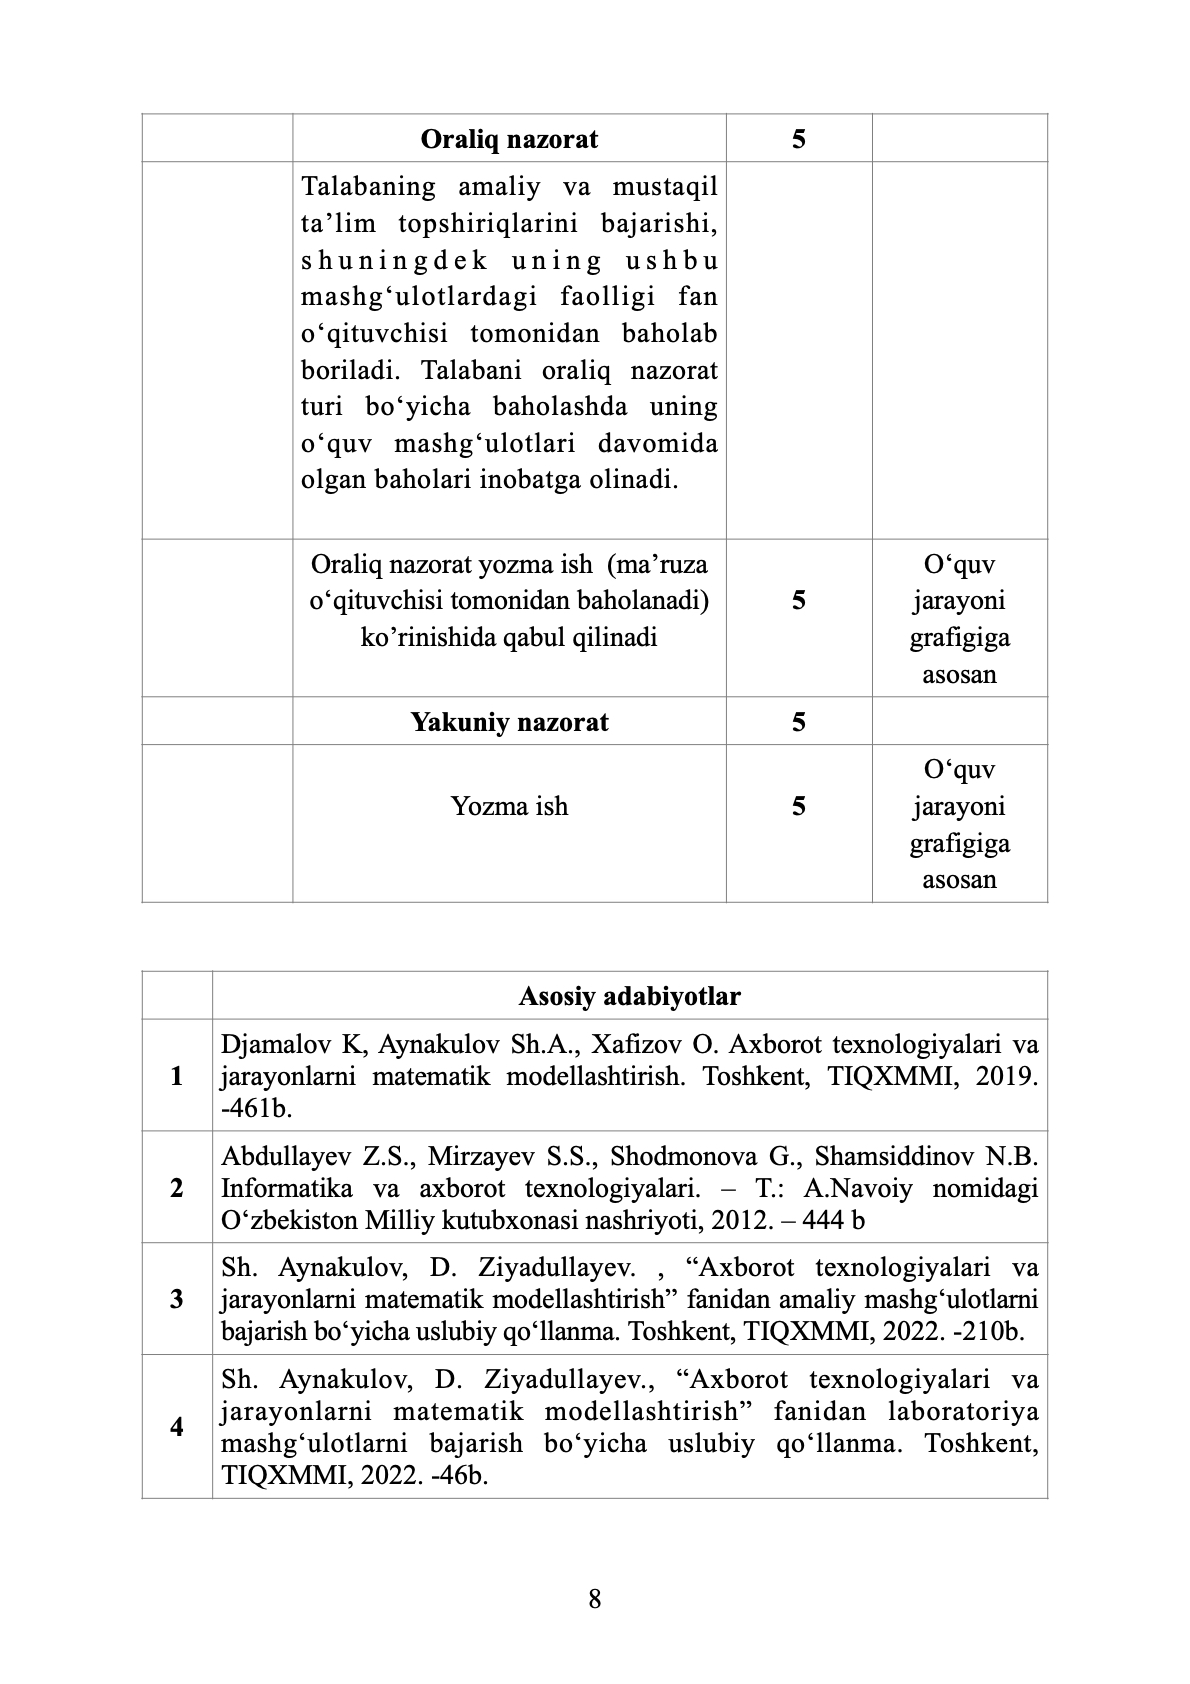 Oraliq nazorat 5
Talabaning amaliy va mustaqil
ta’lim topshiriqlarini bajarishi,
shuningdek uning ushbu
mashg‘ulotlardagi faolligi fan
o‘qituvchisi tomonidan baholab
boriladi. Talabani oraliq nazorat
turi bo‘yicha baholashda uning
o‘quv mashg‘ulotlari davomida
olgan baholari inobatga olinadi.
Oraliq nazorat yozma ish (ma’ruza
o‘qituvchisi tomonidan baholanadi)
ko’rinishida qabul qilinadi
5
O‘quv
jarayoni
grafigiga
asosan
Yakuniy nazorat 5
Yozma ish
5
O‘quv
jarayoni
grafigiga
asosan
Asosiy adabiyotlar
1
Djamalov K, Aynakulov Sh.A., Xafizov O. Axborot texnologiyalari va
jarayonlarni matematik modellashtirish. Toshkent, TIQXMMI, 2019.
-461b.
2
Abdullayev Z.S., Mirzayev S.S., Shodmonova G., Shamsiddinov N.B.
Informatika va axborot texnologiyalari. – T.: A.Navoiy nomidagi
O‘zbekiston Milliy kutubxonasi nashriyoti, 2012. – 444 b
3
Sh. Aynakulov, D. Ziyadullayev. , “Axborot texnologiyalari va
jarayonlarni matematik modellashtirish” fanidan amaliy mashg‘ulotlarni
bajarish bo‘yicha uslubiy qo‘llanma. Toshkent, TIQXMMI, 2022. -210b.
4
Sh. Aynakulov, D. Ziyadullayev., “Axborot texnologiyalari va
jarayonlarni matematik modellashtirish” fanidan laboratoriya
mashg‘ulotlarni bajarish bo‘yicha uslubiy qo‘llanma. Toshkent,
TIQXMMI, 2022. -46b.
8